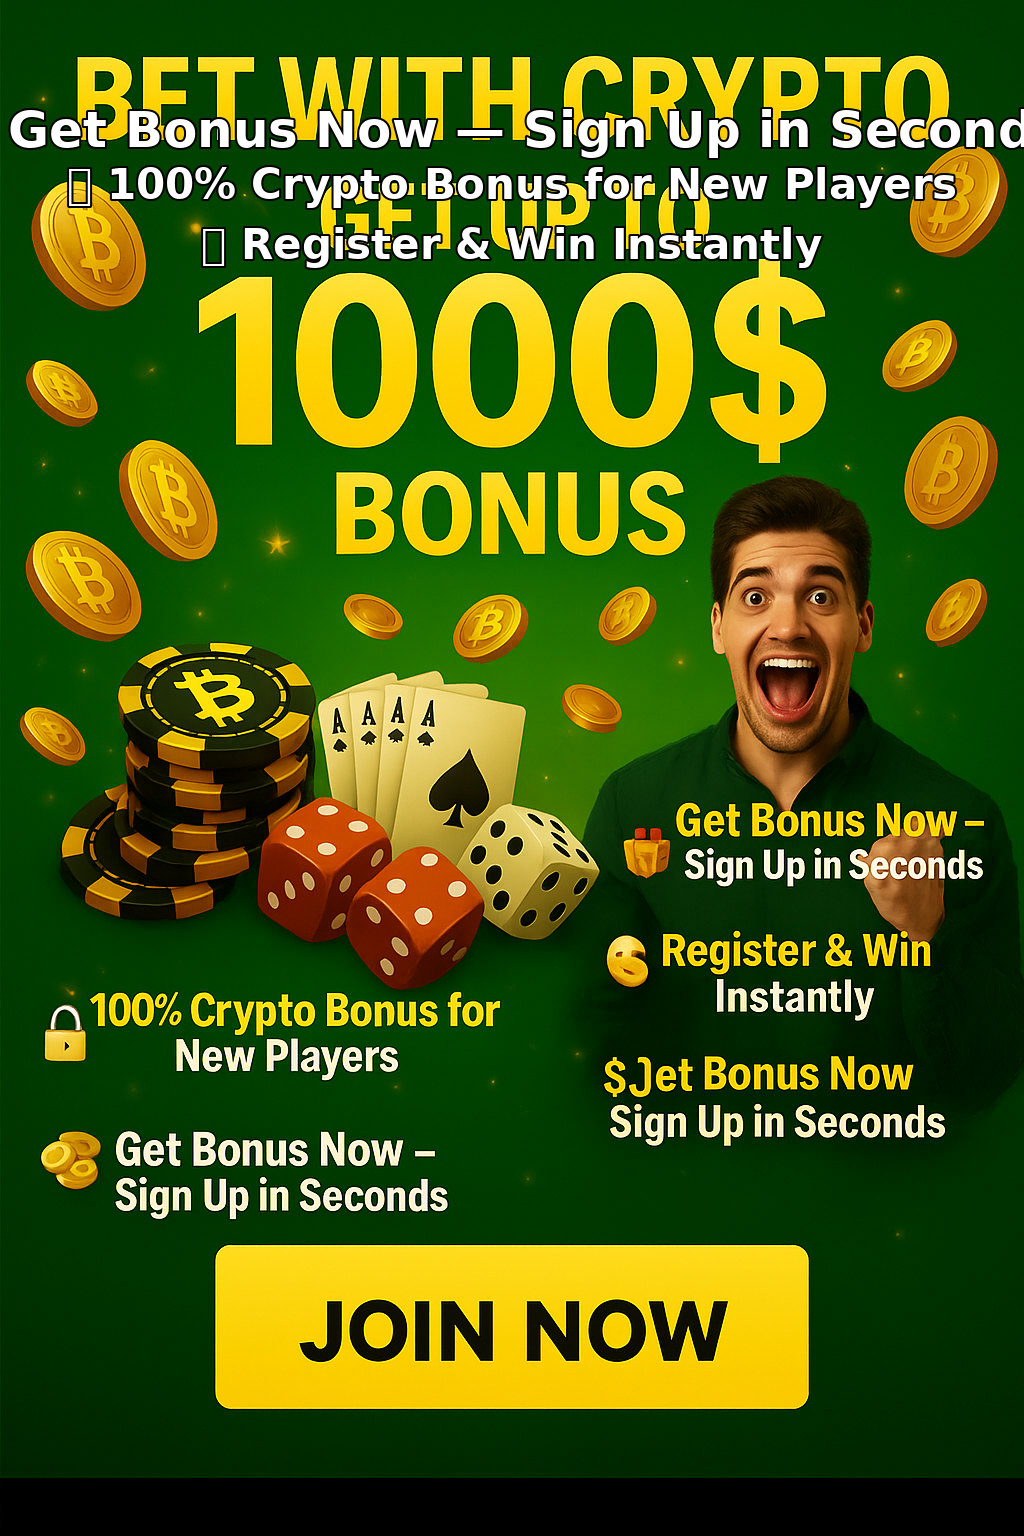 BET WITH CRYPTO
Get Bonus Now — Sign Up in Second
100% Crypto Bonus for New Players
GET UP TO
Register & Win Instantly
1000$
BONUS
A A A A
Get Bonus Now –
Sign Up in Seconds
Register & Win
Instantly
100% Crypto Bonus for
New Players
$Jet Bonus Now
Sign Up in Seconds
Get Bonus Now –
Sign Up in Seconds
JOIN NOW